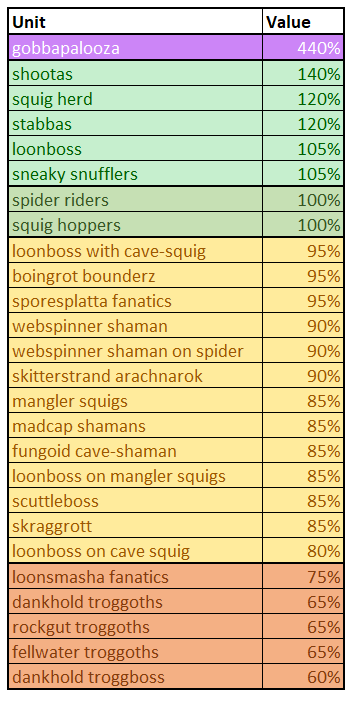 Unit Value
gobbapalooza 440%
shootas 140%
squig herd 120%
stabbas 120%
loonboss 105%
sneaky snufflers 105%
spider riders 100%
squig hoppers 100%
loonboss with cave-squig 95%
boingrot bounderz 95%
sporesplatta fanatics 95%
webspinner shaman 90%
webspinner shaman on spider 90%
skitterstrand arachnarok 90%
mangler squigs 85%
madcap shamans 85%
fungoid cave-shaman 85%
loonboss on mangler squigs 85%
scuttleboss 85%
skraggrott 85%
loonboss on cave squig 80%
loonsmasha fanatics 75%
dankhold troggoths 65%
rockgut troggoths 65%
fellwater troggoths 65%
dankhold troggboss 60%